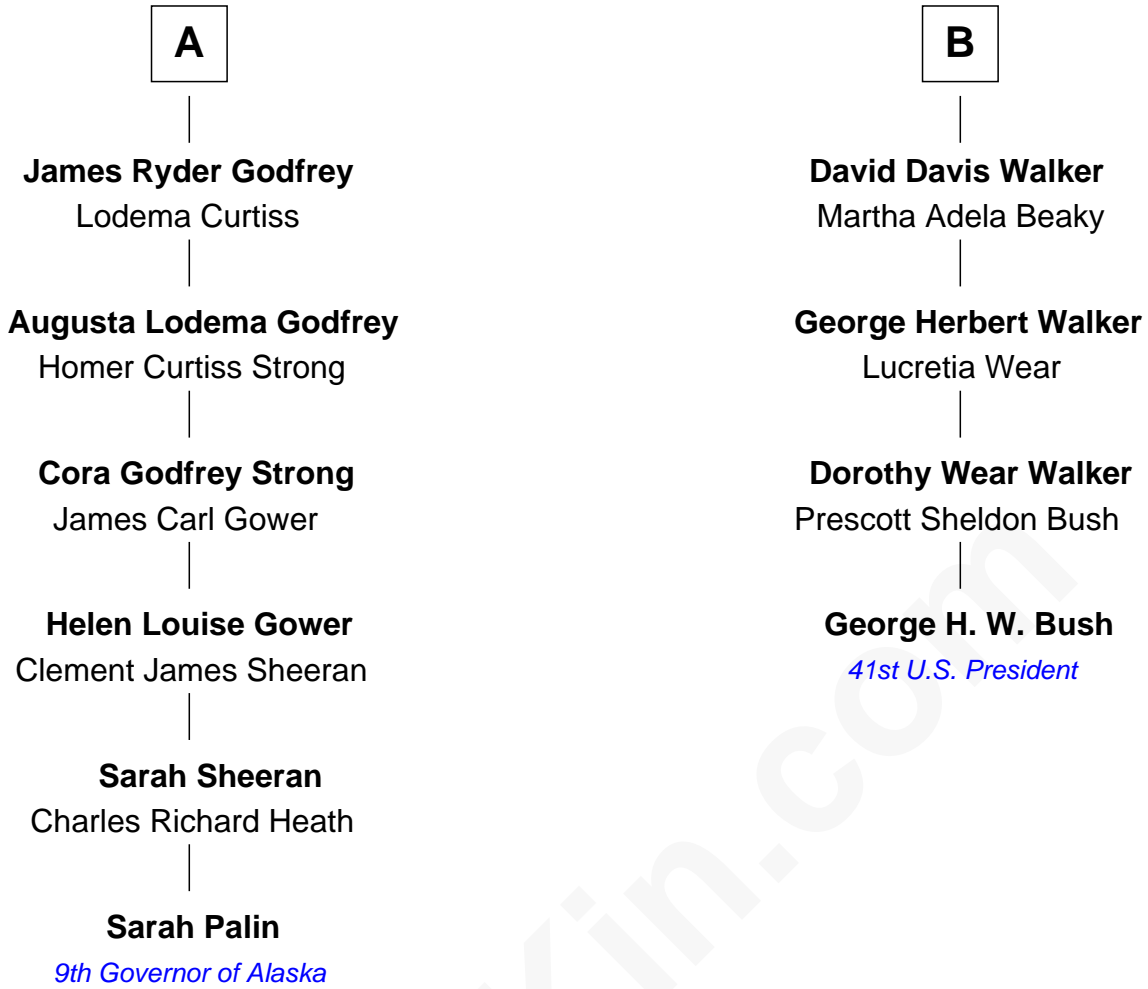 A
James Ryder Godfrey
Lodema Curtiss
Augusta Lodema Godfrey
Homer Curtiss Strong
Cora Godfrey Strong
James Carl Gower
Helen Louise Gower
Clement James Sheeran
Sarah Sheeran
Charles Richard Heath
Sarah Palin
9th Governor of Alaska
B
David Davis Walker
Martha Adela Beaky
George Herbert Walker
Lucretia Wear
Dorothy Wear Walker
Prescott Sheldon Bush
George H. W. Bush
41st U.S. President